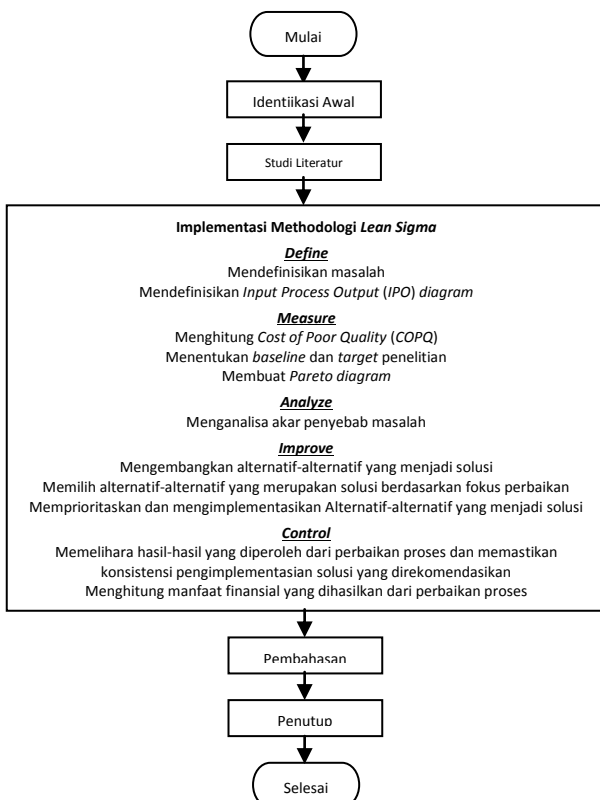 Mulai
Identiikasi Awal
Studi Literatur
Implementasi Methodologi Lean Sigma
Define
Mendefinisikan masalah
Mendefinisikan Input Process Output (IPO) diagram
Measure
Menghitung Cost of Poor Quality (COPQ)
Menentukan baseline dan target penelitian
Membuat Pareto diagram
Analyze
Menganalisa akar penyebab masalah
Improve
Mengembangkan alternatif-alternatif yang menjadi solusi
Memilih alternatif-alternatif yang merupakan solusi berdasarkan fokus perbaikan
Memprioritaskan dan mengimplementasikan Alternatif-alternatif yang menjadi solusi
Control
Memelihara hasil-hasil yang diperoleh dari perbaikan proses dan memastikan
konsistensi pengimplementasian solusi yang direkomendasikan
Menghitung manfaat finansial yang dihasilkan dari perbaikan proses
Pembahasan
Penutup
Selesai